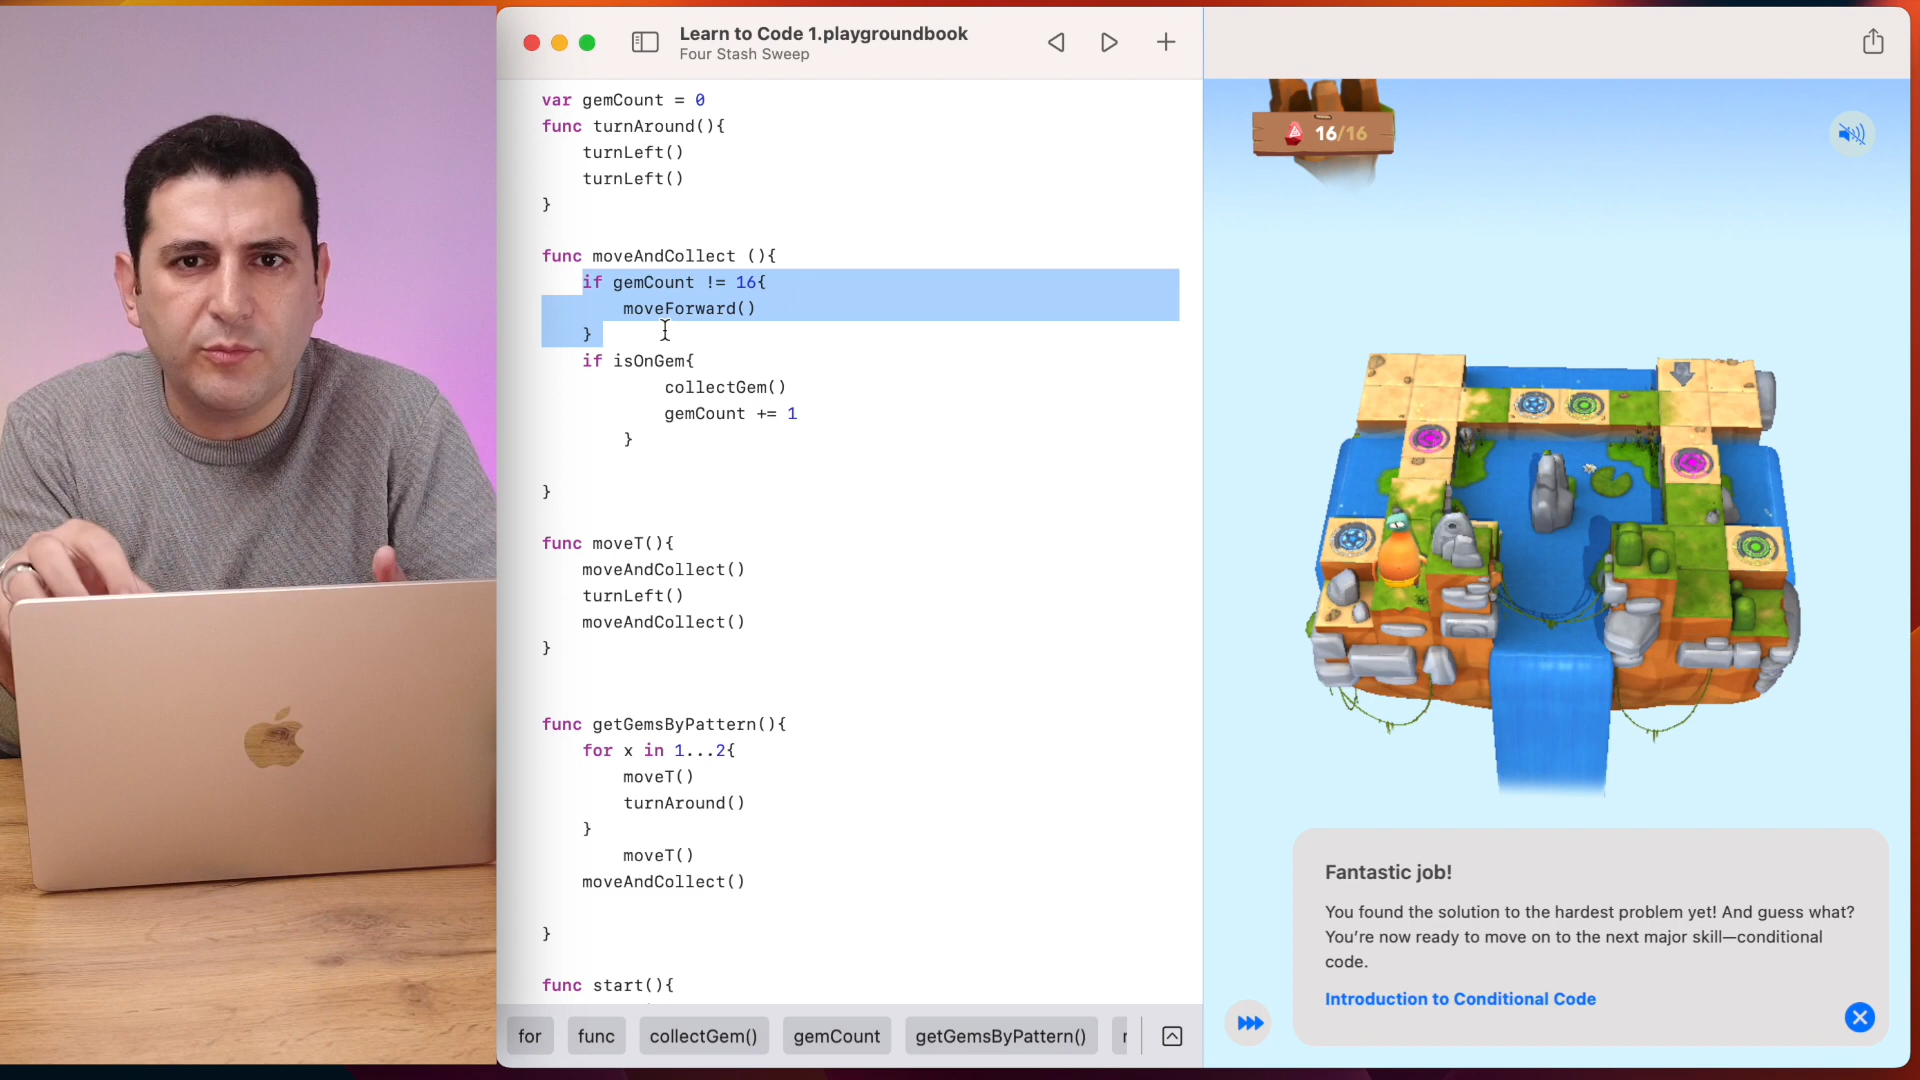 Learn to Code 1.playgroundbook
Four Stash Sweep
var gemCount = 0
func turnAround(){
turnLeft()
turnLeft()
}
func moveAndCollect (){
if gemCount != 16{
moveForward()
}
if isOnGem{
collectGem()
gemCount += 1
}
}
func moveT(){
moveAndCollect()
turnLeft()
moveAndCollect()
}
func getGemsByPattern(){
for x in 1...2{
moveT()
turnAround()
}
moveT()
moveAndCollect()
}
func start(){
for
func
collectGem()
gemCount
getGemsByPattern()
16/16
Fantastic job!
You found the solution to the hardest problem yet! And guess what?
You're now ready to move on to the next major skill—conditional
code.
Introduction to Conditional Code